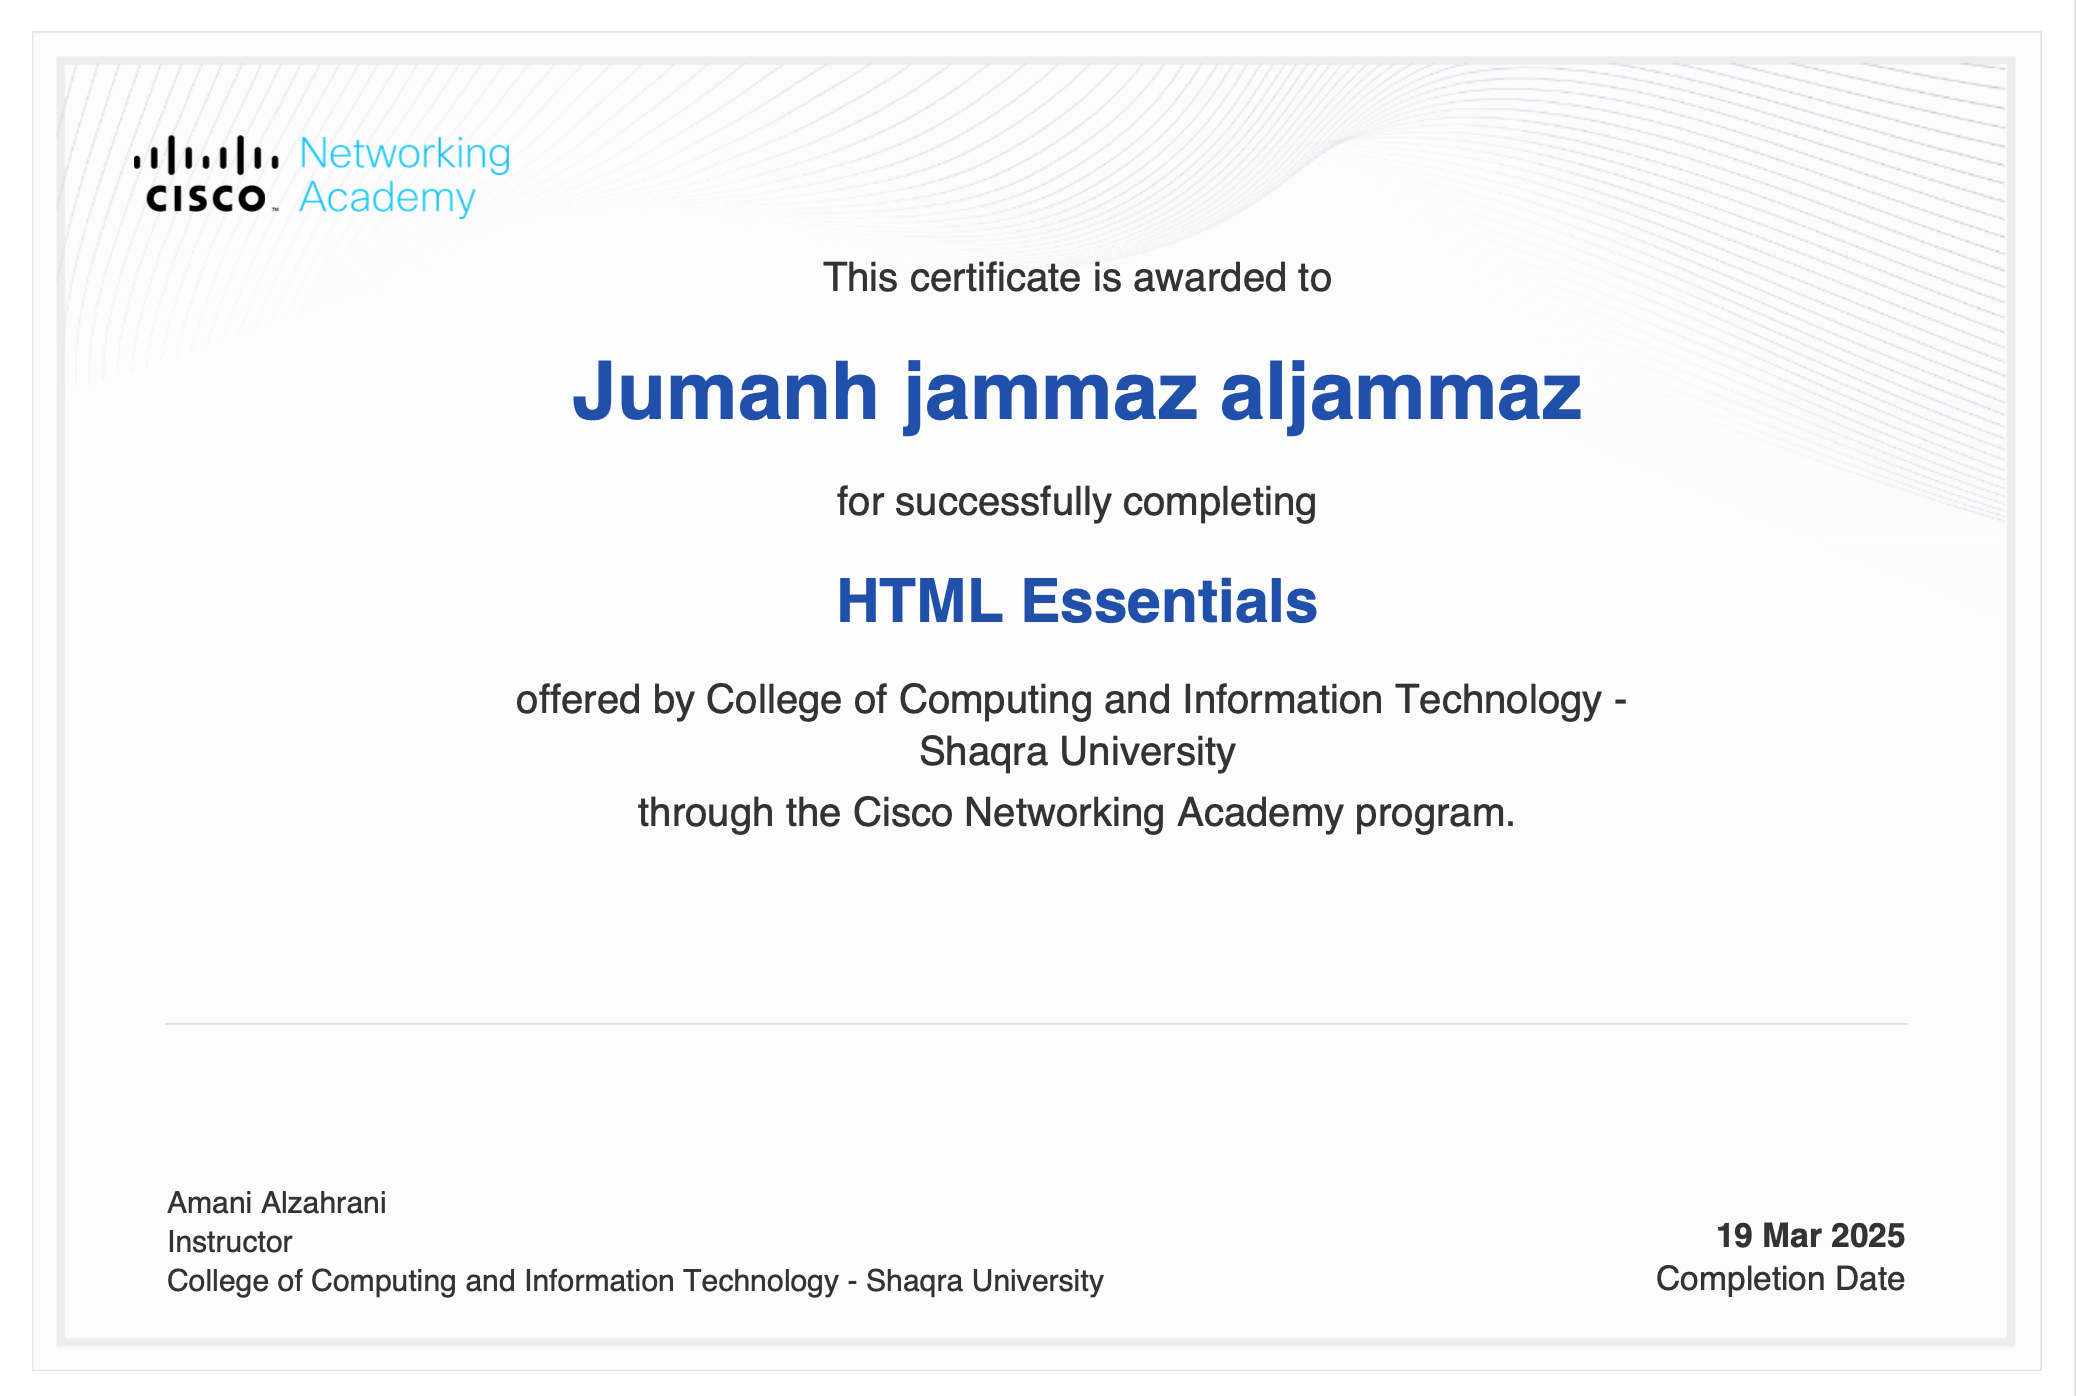 CISCO™ Networking
Academy
This certificate is awarded to
Jumanh jammaz aljammaz
for successfully completing
HTML Essentials
offered by College of Computing and Information Technology -
Shaqra University
through the Cisco Networking Academy program.
Amani Alzahrani
Instructor
College of Computing and Information Technology - Shaqra University
19 Mar 2025
Completion Date